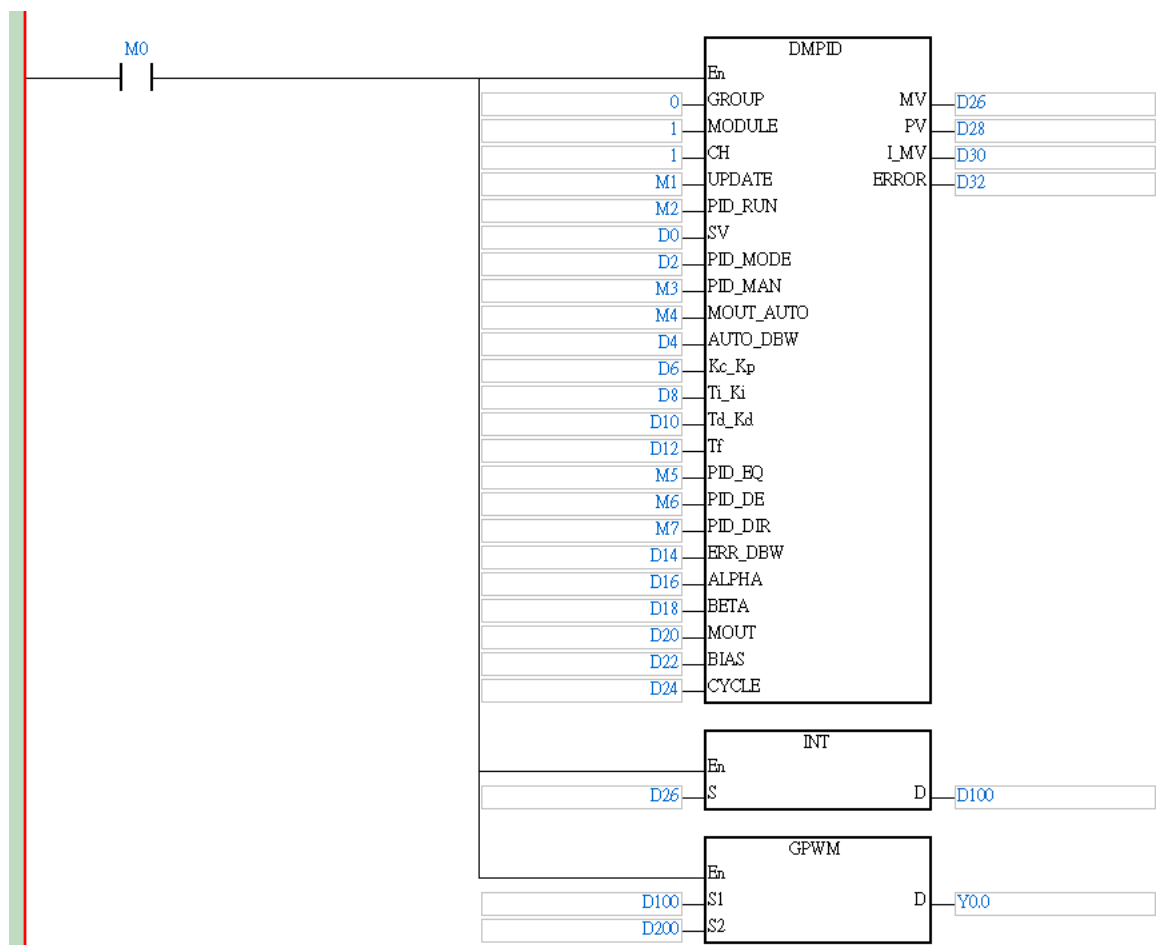 M0
DMPID
En
0 GROUP MV D26
1 MODULE PV D28
1 CH I_MV D30
M1 UPDATE ERROR D32
M2 PID_RUN
D0 SV
D2 PID_MODE
M3 PID_MAN
M4 MOUT_AUTO
D4 AUTO_DBW
D6 Kc_Kp
D8 Ti_Ki
D10 Td_Kd
D12 Tf
M5 PID_EQ
M6 PID_DE
M7 PID_DIR
D14 ERR_DBW
D16 ALPHA
D18 BETA
D20 MOUT
D22 BIAS
D24 CYCLE
INT
En
D26 S D D100
GPWM
En
D100 S1 D Y0.0
D200 S2